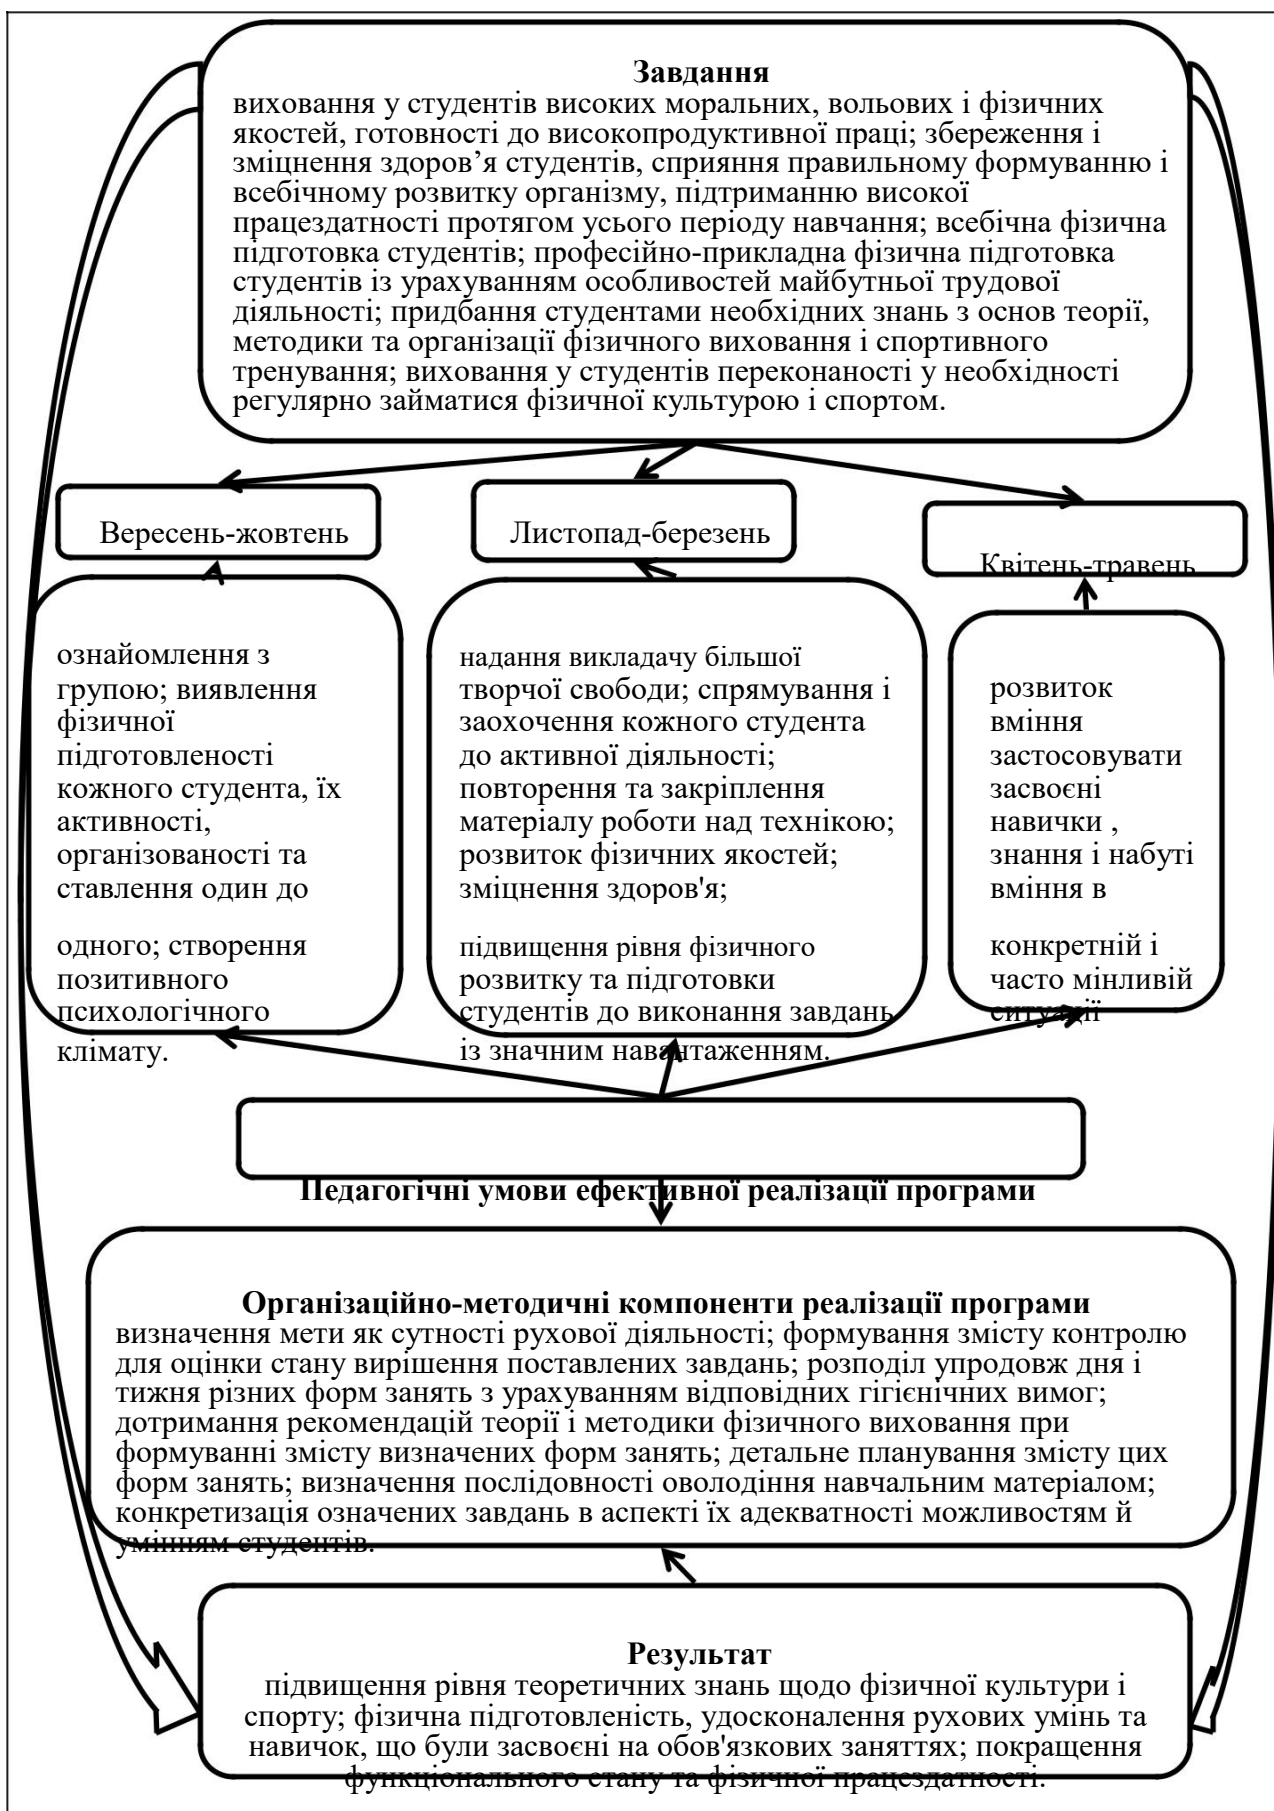 Завдання
виховання у студентів високих моральних, вольових і фізичних
якостей, готовності до високопродуктивної праці; збереження і
зміцнення здоров’я студентів, сприяння правильному формуванню і
всебічному розвитку організму, підтриманню високої
працездатності протягом усього періоду навчання; всебічна фізична
підготовка студентів; професійно-прикладна фізична підготовка
студентів із урахуванням особливостей майбутньої трудової
діяльності; придбання студентами необхідних знань з основ теорії,
методики та організації фізичного виховання і спортивного
тренування; виховання у студентів переконаності у необхідності
регулярно займатися фізичної культурою і спортом.
Вересень-жовтень
Листопад-березень
Квітень-травень
ознайомлення з
групою; виявлення
фізичної
підготовленості
кожного студента, їх
активності,
організованості та
ставлення один до
одного; створення
позитивного
психологічного
клімату.
надання викладачу більшої
творчої свободи; спрямування і
заохочення кожного студента
до активної діяльності;
повторення та закріплення
матеріалу роботи над технікою;
розвиток фізичних якостей;
зміцнення здоров'я;
підвищення рівня фізичного
розвитку та підготовки
студентів до виконання завдань
із значним навантаженням.
розвиток
вміння
застосовувати
засвоєні
навички ,
знання і набуті
вміння в
конкретній і
часто мінливій
ситуації
Педагогічні умови ефективної реалізації програми
Організаційно-методичні компоненти реалізації програми
визначення мети як сутності рухової діяльності; формування змісту контролю
для оцінки стану вирішення поставлених завдань; розподіл упродовж дня і
тижня різних форм занять з урахуванням відповідних гігієнічних вимог;
дотримання рекомендацій теорії і методики фізичного виховання при
формуванні змісту визначених форм занять; детальне планування змісту цих
форм занять; визначення послідовності оволодіння навчальним матеріалом;
конкретизація означених завдань в аспекті їх адекватності можливостям й
умінням студентів.
Результат
підвищення рівня теоретичних знань щодо фізичної культури і
спорту; фізична підготовленість, удосконалення рухових умінь та
навичок, що були засвоєні на обов'язкових заняттях; покращення
функціонального стану та фізичної працездатності.